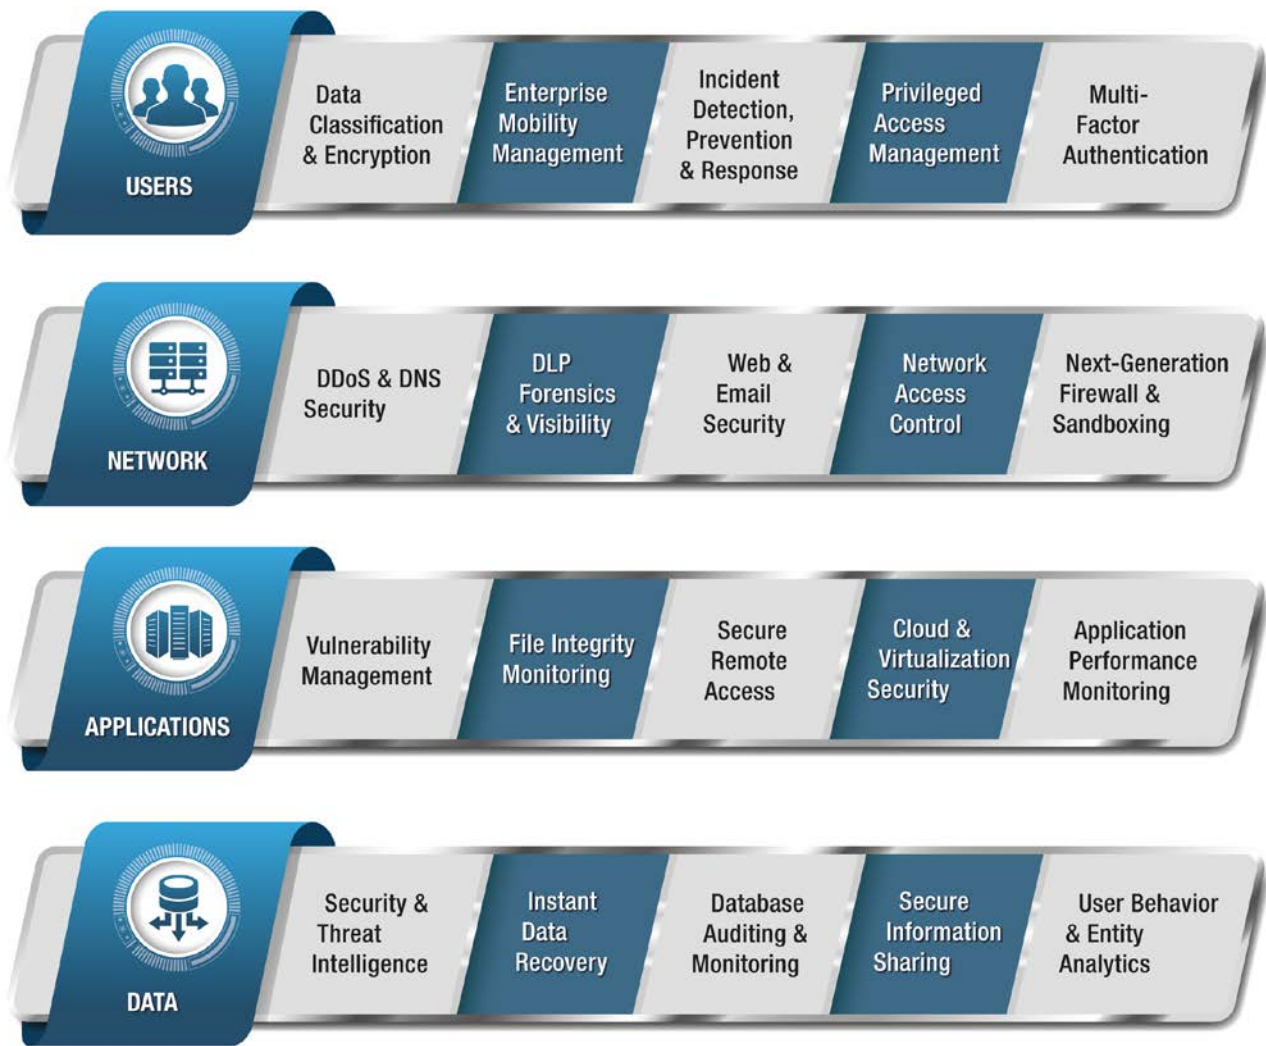 USERS
Data
Classification
& Encryption
Enterprise
Mobility
Management
Incident
Detection,
Prevention
& Response
Privileged
Access
Management
Multi-
Factor
Authentication
NETWORK
DDoS & DNS
Security
DLP
Forensics
& Visibility
Web &
Email
Security
Network
Access
Control
Next-Generation
Firewall &
Sandboxing
APPLICATIONS
Vulnerability
Management
File Integrity
Monitoring
Secure
Remote
Access
Cloud &
Virtualization
Security
Application
Performance
Monitoring
DATA
Security &
Threat
Intelligence
Instant
Data
Recovery
Database
Auditing &
Monitoring
Secure
Information
Sharing
User Behavior
& Entity
Analytics